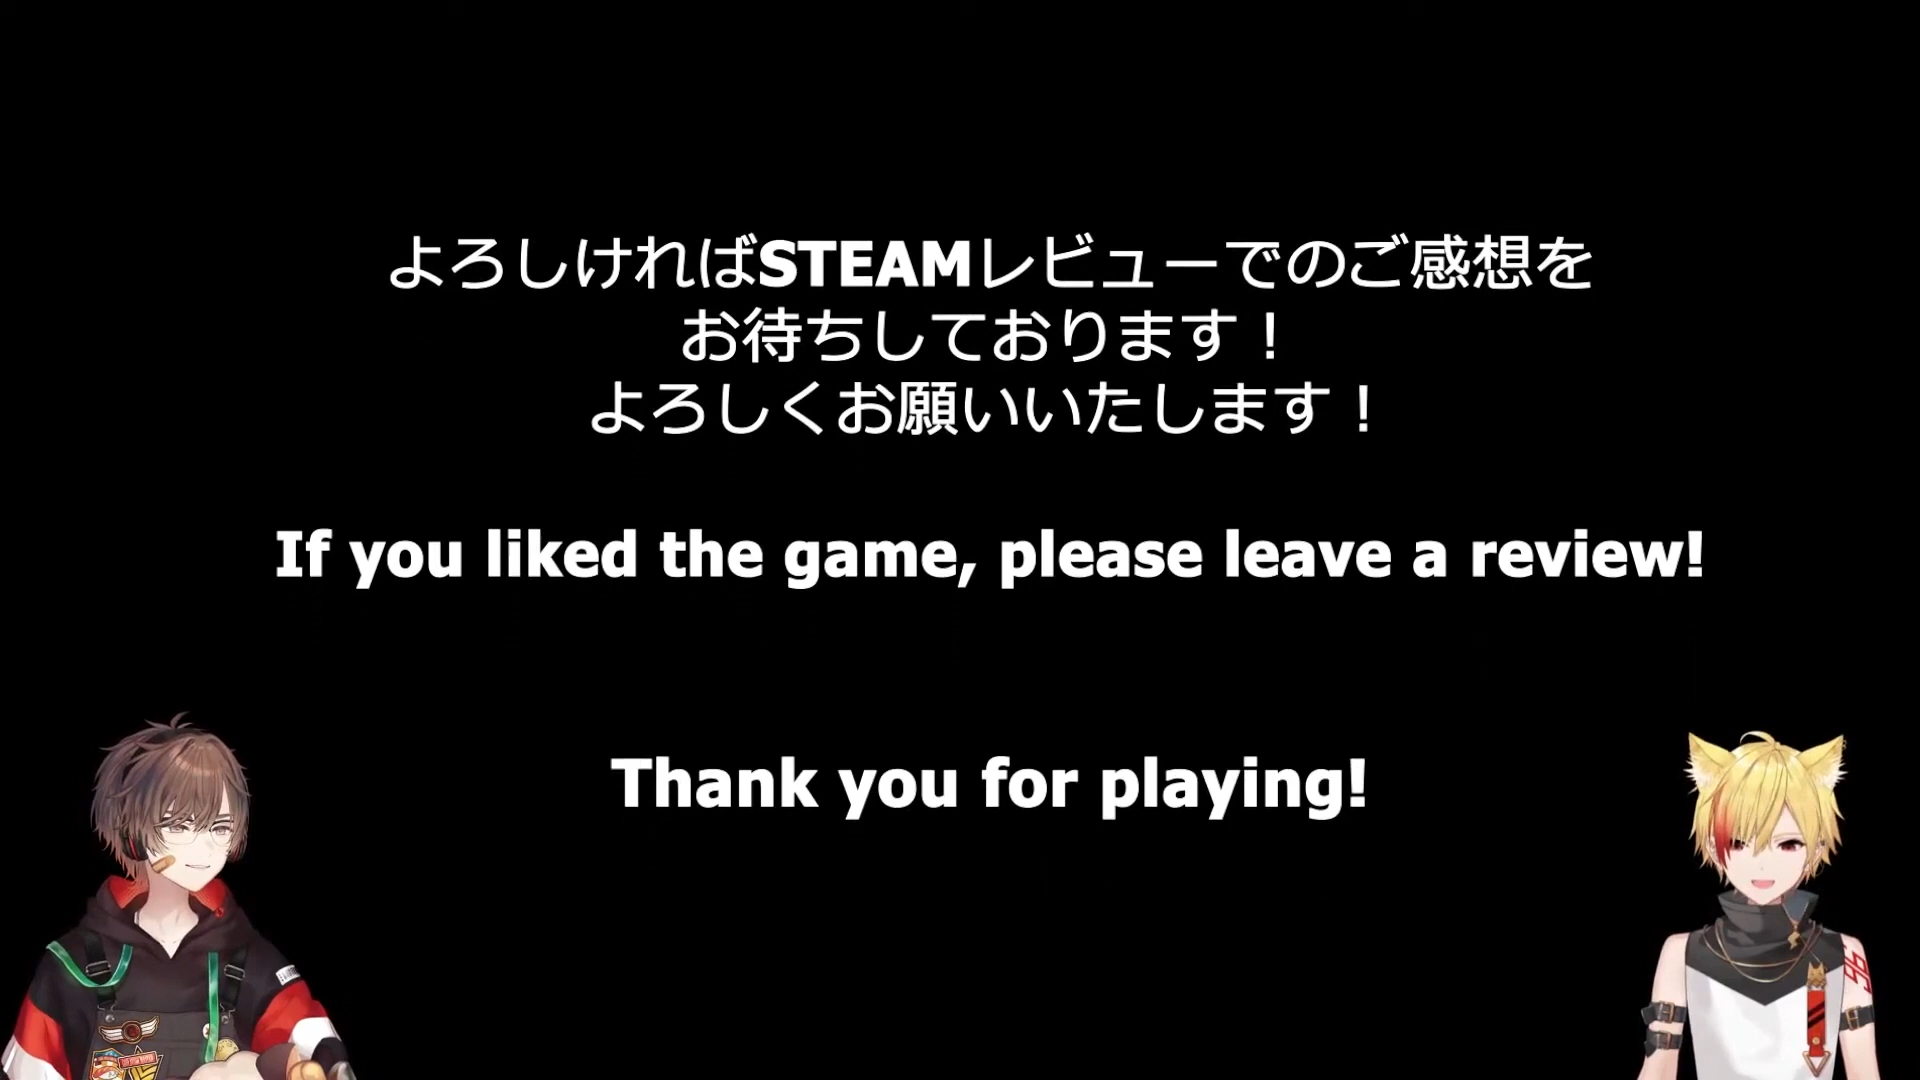 よろしければSTEAMレビューでのご感想を
お待ちしております！
よろしくお願いいたします！
If you liked the game, please leave a review!
Thank you for playing!
96